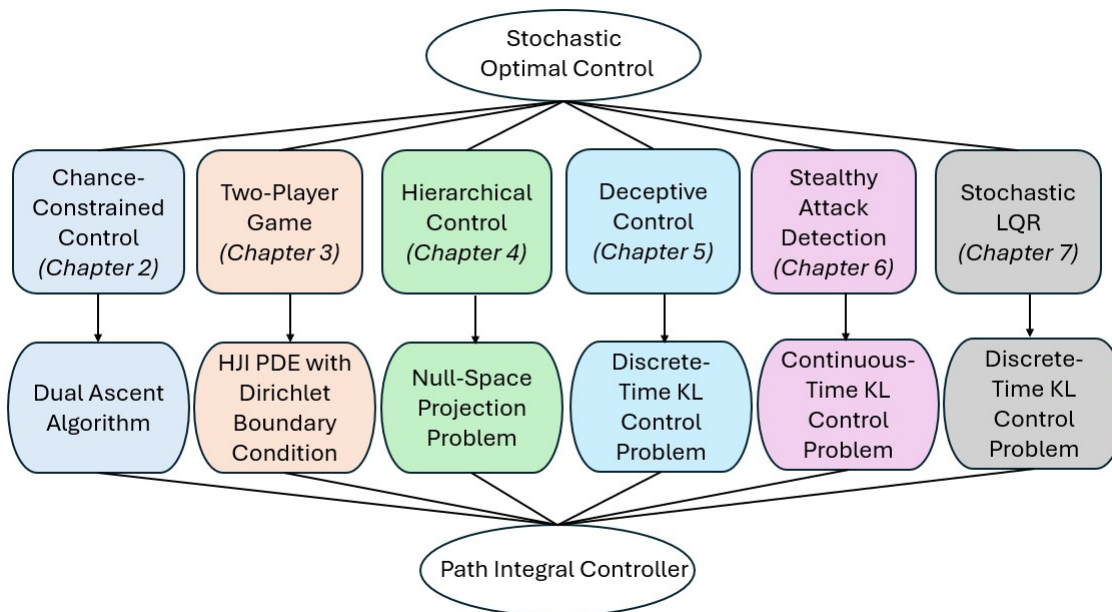 Stochastic
Optimal Control
Chance-
Constrained
Control
(Chapter 2)
Two-Player
Game
(Chapter 3)
Hierarchical
Control
(Chapter 4)
Deceptive
Control
(Chapter 5)
Stealthy
Attack
Detection
(Chapter 6)
Stochastic
LQR
(Chapter 7)
Dual Ascent
Algorithm
HJI PDE with
Dirichlet
Boundary
Condition
Null-Space
Projection
Problem
Discrete-
Time KL
Control
Problem
Continuous-
Time KL
Control
Problem
Discrete-
Time KL
Control
Problem
Path Integral Controller